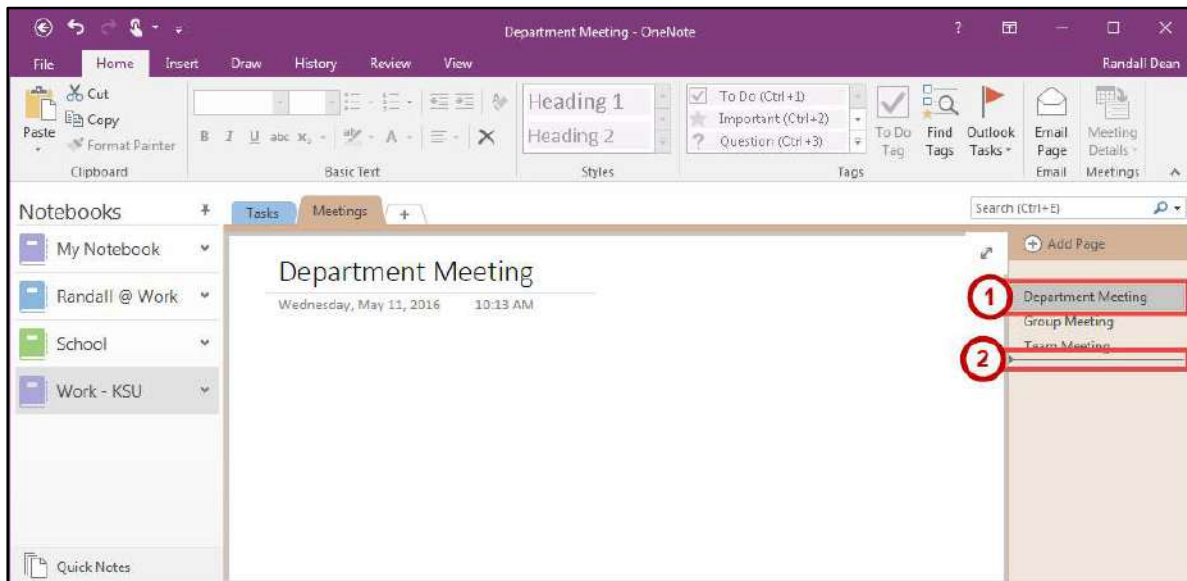 Department Meeting - OneNote
?
File Home Insert Draw History Review View Randall Dean
Paste
Cut
Copy
Format Painter
Clipboard
B I U abc x₂ A
Basic Text
Heading 1
Heading 2
Styles
To Do (Ctrl+1)
Important (Ctrl+2)
? Question (Ctrl+3)
To Do Tag
Find Tags
Outlook Tasks
Tags
Email Page
Email
Meeting Details
Meetings
Notebooks
My Notebook
Randall @ Work
School
Work - KSU
Quick Notes
Tasks Meetings +
Search (Ctrl+E)
Department Meeting
Wednesday, May 11, 2016 10:13 AM
Add Page
1 Department Meeting
Group Meeting
Team Meeting
2